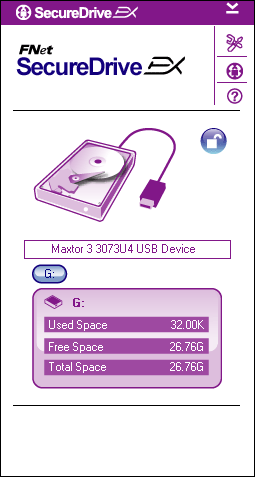 SecureDrive EX
FNet
SecureDrive EX
Maxtor 3 3073U4 USB Device
G:
G:
Used Space 32.00K
Free Space 26.76G
Total Space 26.76G